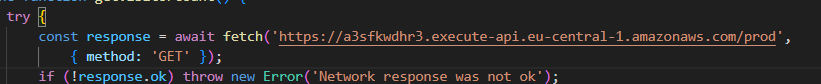 try {
const response = await fetch('https://a3sfkwdhr3.execute-api.eu-central-1.amazonaws.com/prod',
{ method: 'GET' });
if (!response.ok) throw new Error('Network response was not ok');